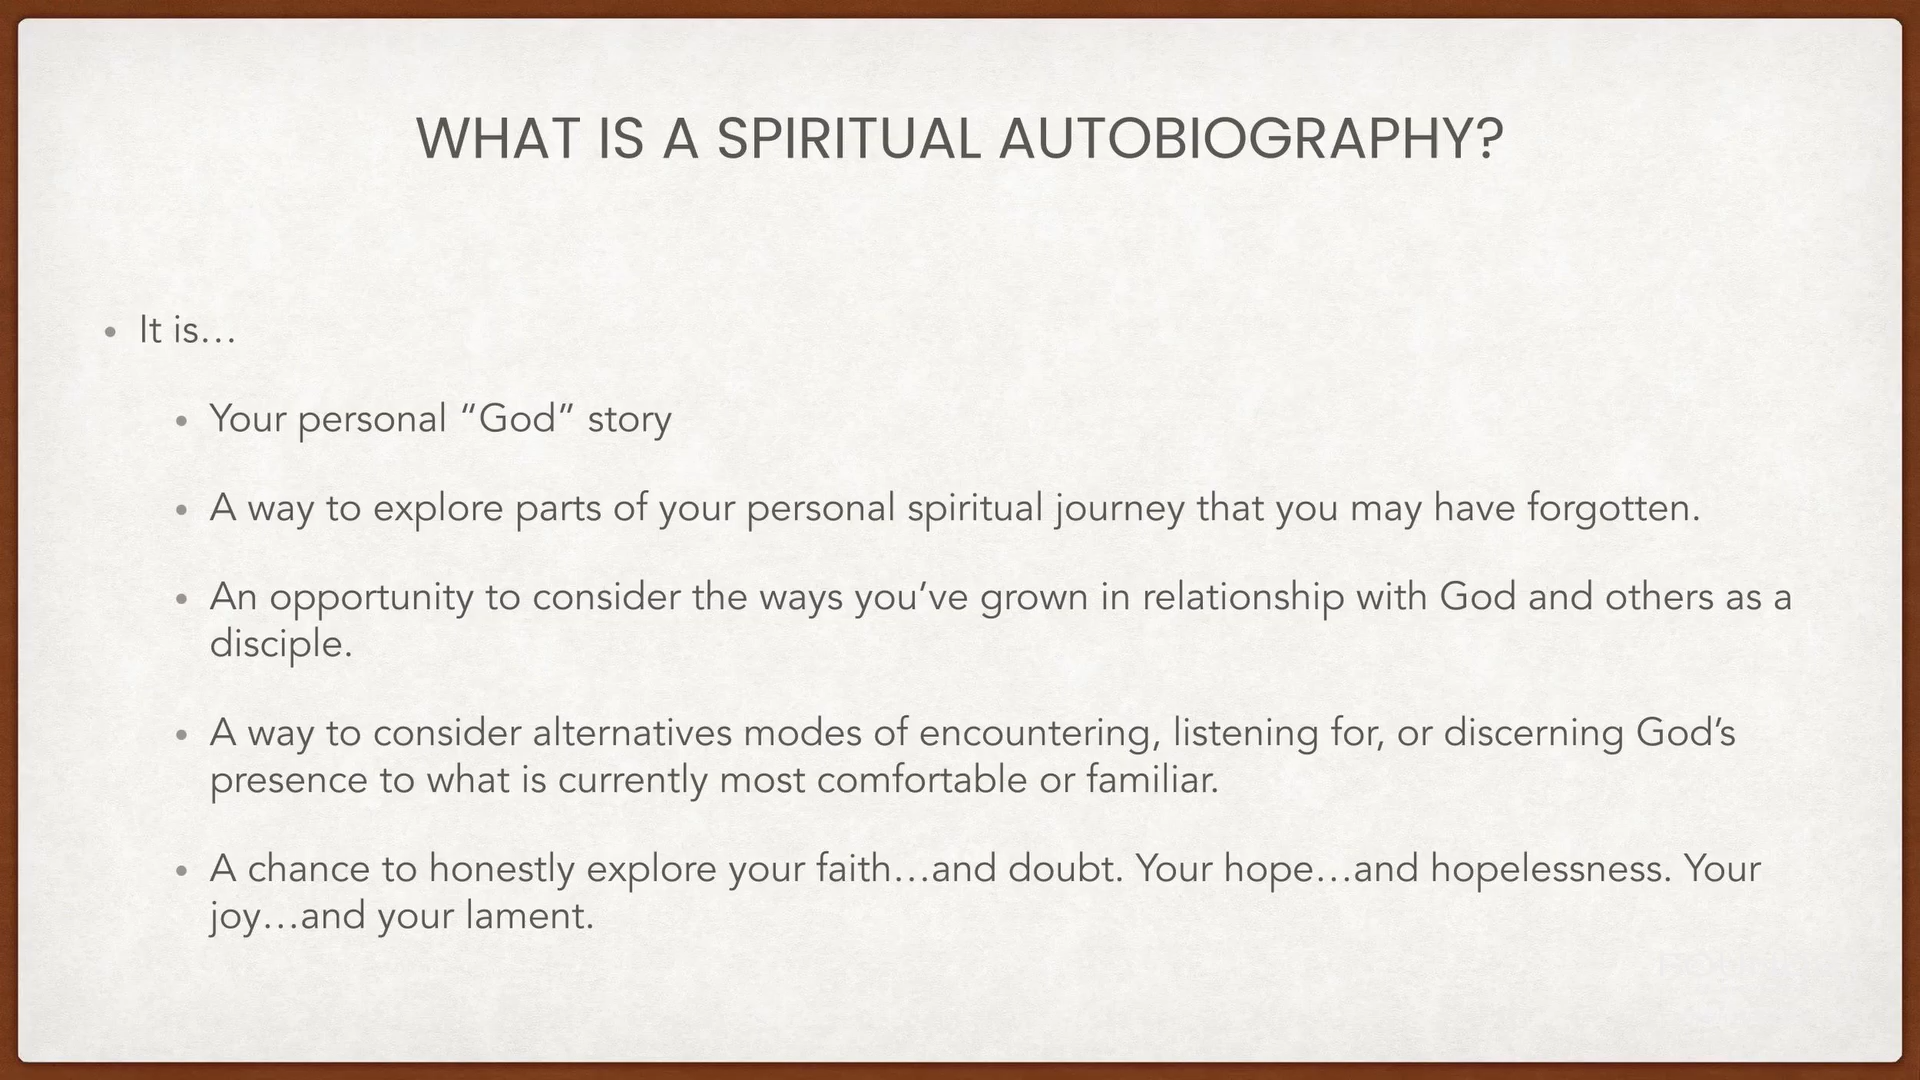 WHAT IS A SPIRITUAL AUTOBIOGRAPHY?
• It is…
• Your personal “God” story
• A way to explore parts of your personal spiritual journey that you may have forgotten.
• An opportunity to consider the ways you’ve grown in relationship with God and others as a
disciple.
• A way to consider alternatives modes of encountering, listening for, or discerning God’s
presence to what is currently most comfortable or familiar.
• A chance to honestly explore your faith…and doubt. Your hope…and hopelessness. Your
joy…and your lament.